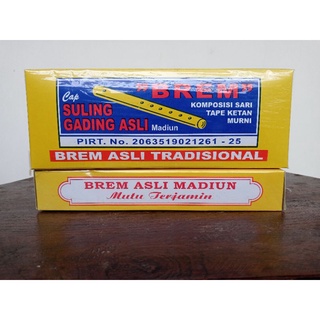 "BREM"
Cap
SULING
GADING ASLI Madiun
KOMPOSISI SARI
TAPE KETAN
MURNI
PIRT. No. 2063519021261 - 25
BREM ASLI TRADISIONAL
BREM ASLI MADIUN
Mutu Terjamin